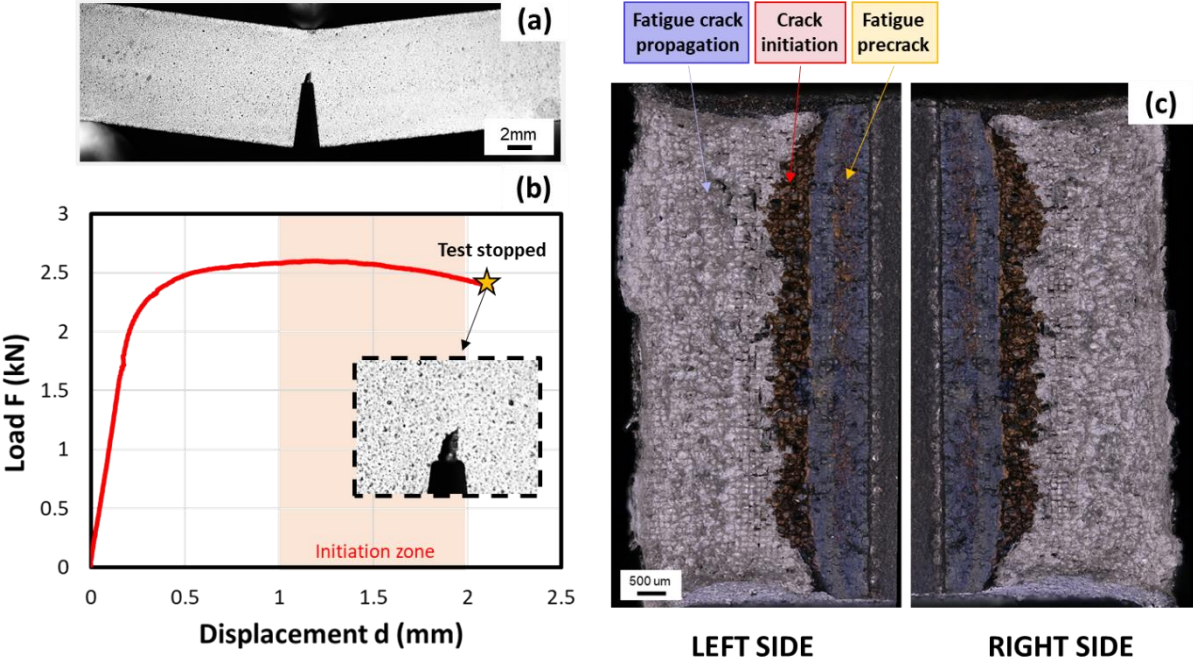 (a)
2mm
(b)
3
2.5
2
1.5
1
0.5
0
Load F (kN)
Test stopped
Initiation zone
0
0.5
1
1.5
2
2.5
Displacement d (mm)
Fatigue crack
propagation
Crack
initiation
Fatigue
precrack
(c)
500 um
LEFT SIDE
RIGHT SIDE